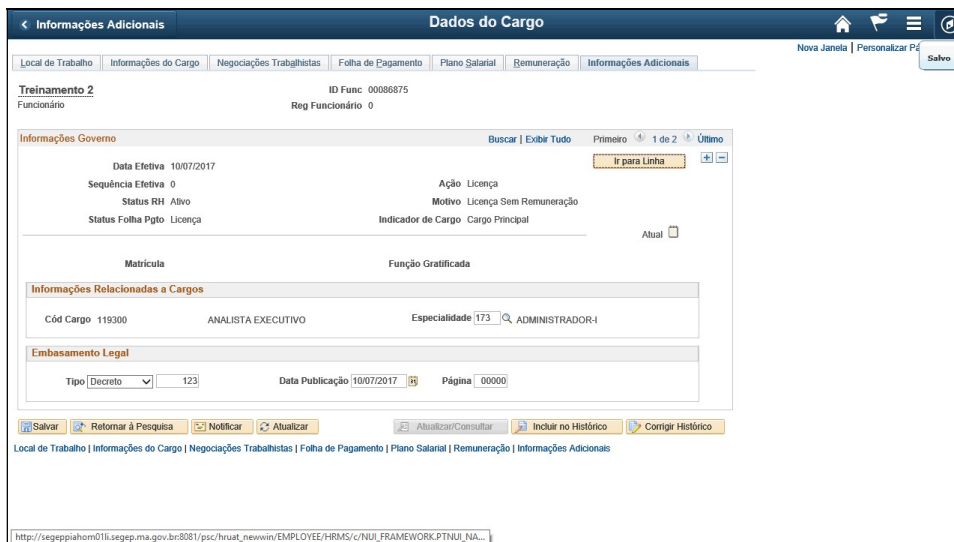 Informações Adicionais
Dados do Cargo
Nova Janela | Personalizar Pá
Salvo
Local de Trabalho Informações do Cargo Negociações Trabalhistas Folha de Pagamento Plano Salarial Remuneração Informações Adicionais
Treinamento 2 ID Func 00086875
Funcionário Reg Funcionário 0
Informações Governo Buscar | Exibir Tudo Primeiro 1 de 2 Último
Data Efetiva 10/07/2017 Ir para Linha
Sequência Efetiva 0 Ação Licença
Status RH Ativo Motivo Licença Sem Remuneração
Status Folha Pgto Licença Indicador de Cargo Cargo Principal
Atual
Matrícula Função Gratificada
Informações Relacionadas a Cargos
Cód Cargo 119300 ANALISTA EXECUTIVO Especialidade 173 ADMINISTRADOR-I
Embasamento Legal
Tipo Decreto 123 Data Publicação 10/07/2017 Página 00000
Salvar Retornar à Pesquisa Notificar Atualizar Atualizar/Consultar Incluir no Histórico Corrigir Histórico
Local de Trabalho | Informações do Cargo | Negociações Trabalhistas | Folha de Pagamento | Plano Salarial | Remuneração | Informações Adicionais
http://segeppiahom01li.segep.ma.gov.br:8081/psc/hruat_newwin/EMPLOYEE/HRMS/c/NUI_FRAMEWORK.PTNUI_NA...